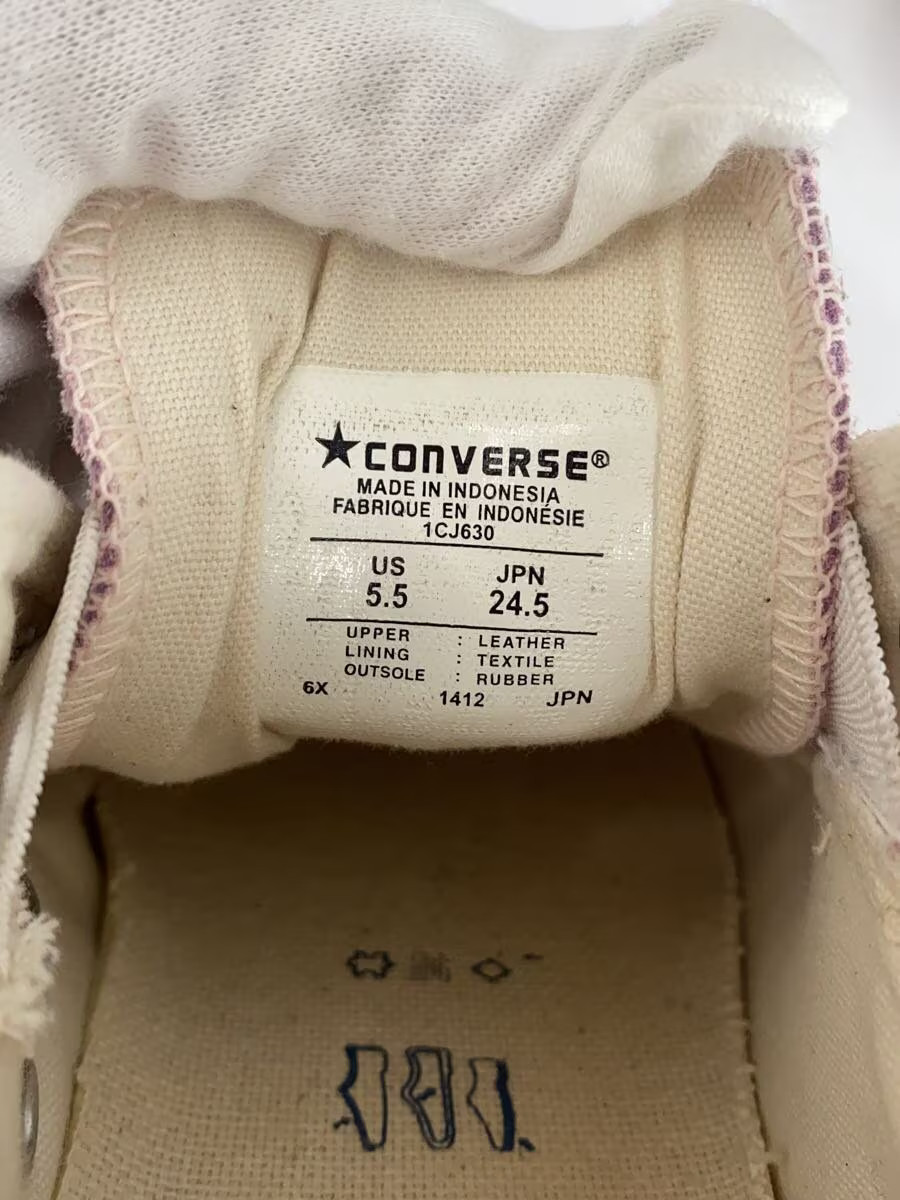 ★CONVERSE®
MADE IN INDONESIA
FABRIQUE EN INDONÉSIE
1CJ630
US JPN
5.5 24.5
UPPER : LEATHER
LINING : TEXTILE
OUTSOLE : RUBBER
6X 1412 JPN